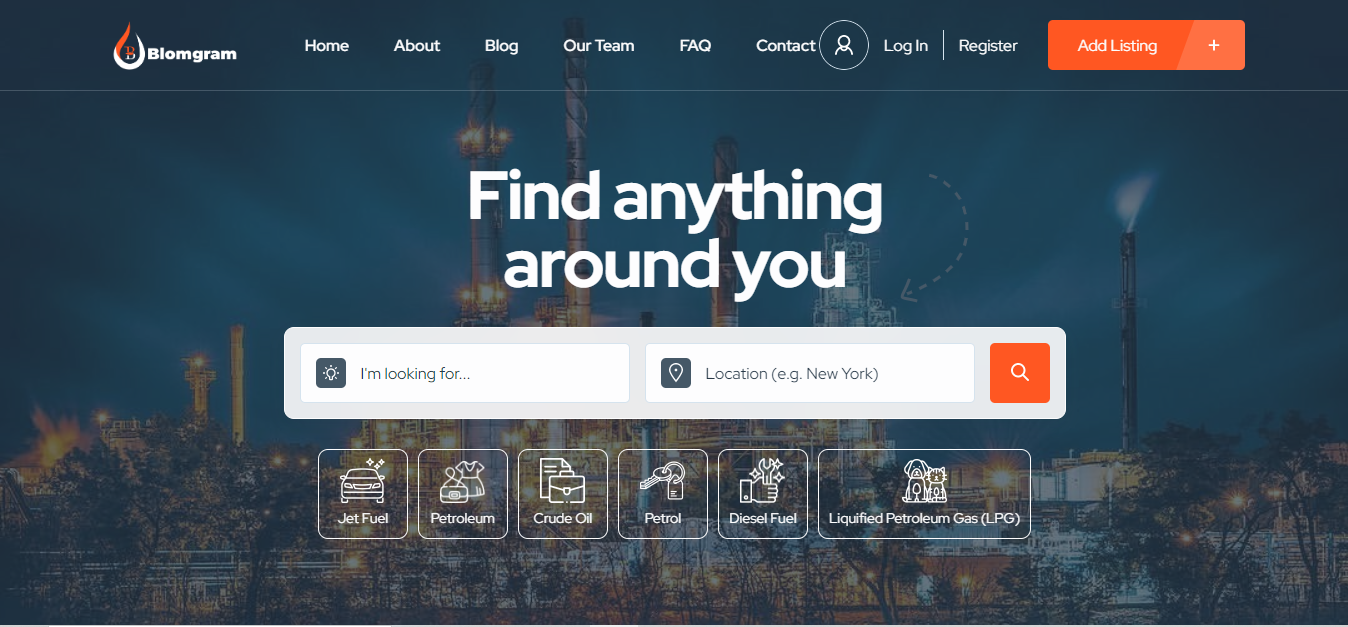 B Blomgram
Home About Blog Our Team FAQ Contact Log In Register Add Listing +
Find anything
around you
I'm looking for... Location (e.g. New York)
Jet Fuel Petroleum Crude Oil Petrol Diesel Fuel Liquified Petroleum Gas (LPG)